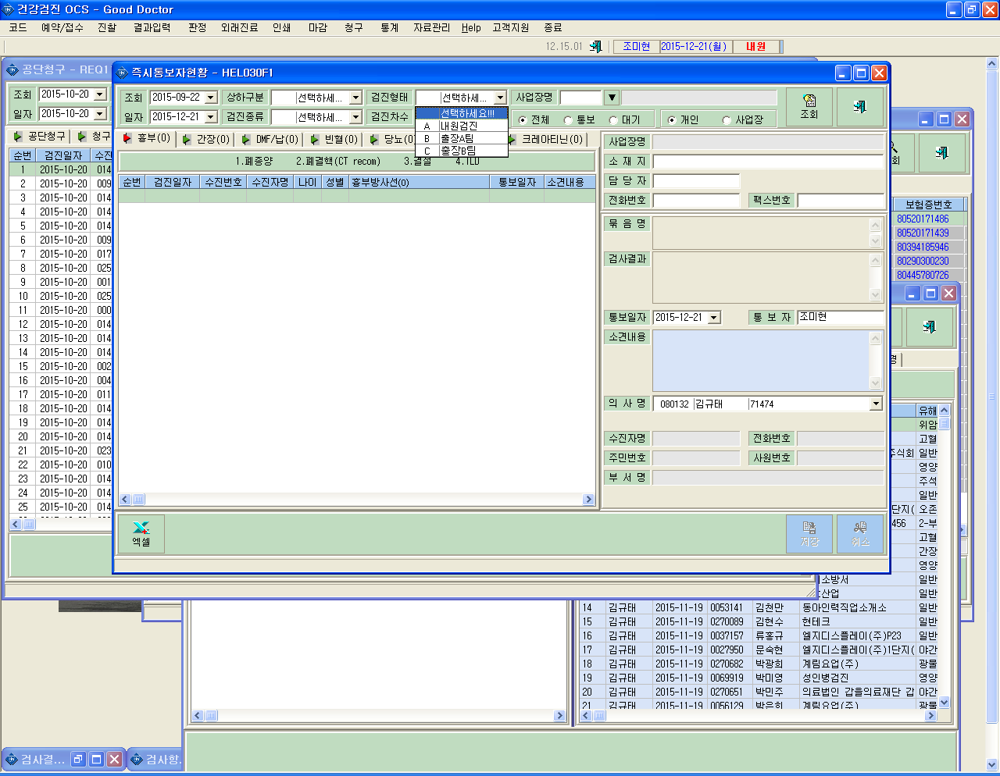 건강검진 OCS - Good Doctor
코드 예약/접수 진찰 결과입력 판정 외래진료 인쇄 마감 청구 통계 자료관리 Help 고객지원 종료
12.15.01 조미현 2015-12-21(월) 내원
공단청구 - REQ1
조회 2015-10-20
일자 2015-10-20
공단청구 청구
순번 검진일자 수진
1 2015-10-20 014
2 2015-10-20 009
3 2015-10-20 014
4 2015-10-20 014
5 2015-10-20 014
6 2015-10-20 009
7 2015-10-20 017
8 2015-10-20 025
9 2015-10-20 001
10 2015-10-20 025
11 2015-10-20 000
12 2015-10-20 014
13 2015-10-20 014
14 2015-10-20 014
15 2015-10-20 002
16 2015-10-20 004
17 2015-10-20 011
18 2015-10-20 014
19 2015-10-20 014
20 2015-10-20 014
21 2015-10-20 023
22 2015-10-20 010
23 2015-10-20 014
24 2015-10-20 014
25 2015-10-20 014
즉시통보자현황 - HEL030F1
조회 2015-09-22 상하구분 선택하세... 검진형태 선택하세... 사업장명
일자 2015-12-21 검진종류 선택하세... 검진차수 전체 통보 대기 개인 사업장
조회
선택하세요!!!
A 내원검진
B 출장A팀
C 출장B팀
흉부(0) 간장(0) DMF/납(0) 빈혈(0) 당뇨(0) 크레아티닌(0)
1.폐종양 2.폐결핵(CT recom) 3.결절 4.TLD
순번 검진일자 수진번호 수진자명 나이 성별 흉부방사선(0) 통보일자 소견내용
사업장명
소 재 지
담 당 자
전화번호 팩스번호
묶 음 명
검사결과
통보일자 2015-12-21 통 보 자 조미현
소견내용
의 사 명 080132 김규태 71474
수진자명 전화번호
주민번호 사원번호
부 서 명
엑셀 저장 취소
회
보험증번호
80520171486
80520171439
80394185946
80290300230
80445780726
유해
위암
고혈
주식회 일반
영양
주석
일반
단지( 오존
456 2-부
고혈
간장
영양
소방서 일반
산업 일반
14 김규태 2015-11-19 0053141 김천만 동아인력직업소개소 일반
15 김규태 2015-11-19 0270089 김현수 현테크 일반
16 김규태 2015-11-19 0037157 류홍규 엘지디스플레이(주)P23 일반
17 김규태 2015-11-19 0027950 문숙현 엘지디스플레이(주)1단지( 야간
18 김규태 2015-11-19 0270682 박광희 계림요업(주) 광물
19 김규태 2015-11-19 0069919 박미영 성인병검진 영양
20 김규태 2015-11-19 0270651 박민주 의료법인 갑을의료재단 갑 야간
21 김규태 2015-11-19 0056129 박은희 계림요업(주) 광물
검사결... 검사항.